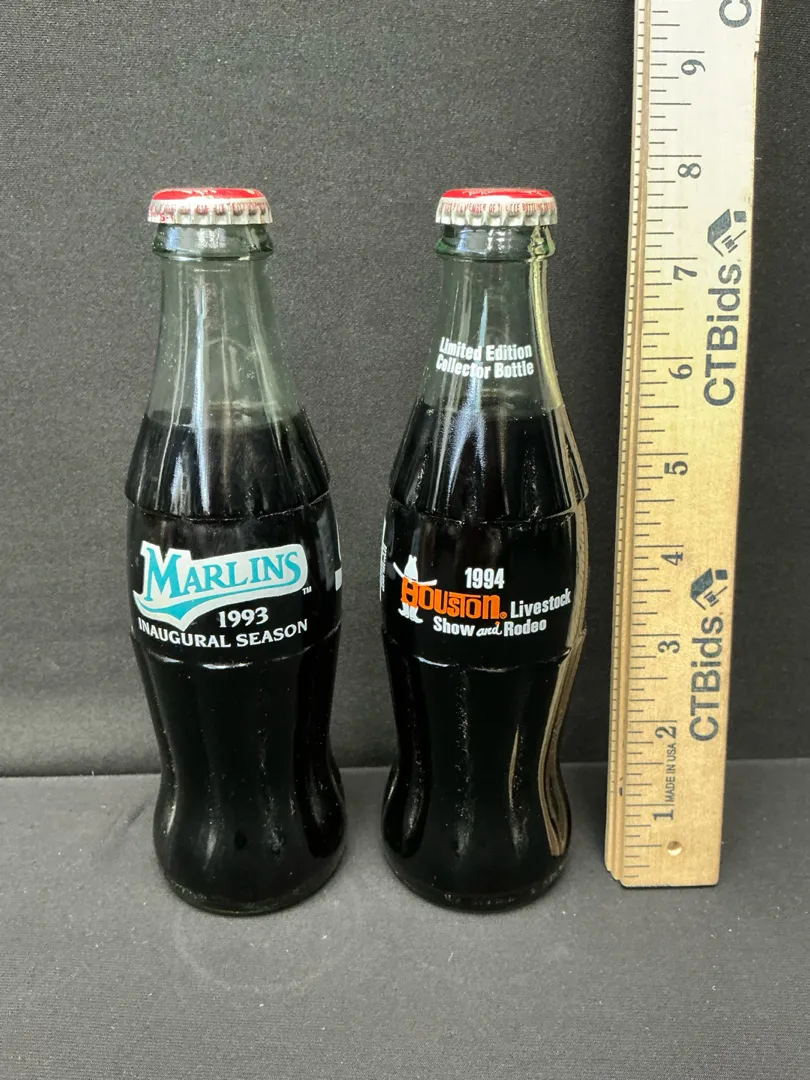 MARLINS™
1993
INAUGURAL SEASON
Limited Edition
Collector Bottle
1994
HOUSTON® Livestock
Show and Rodeo
9
8
7
6
5
4
3
2
1
CTBids
CTBids
MADE IN USA
C